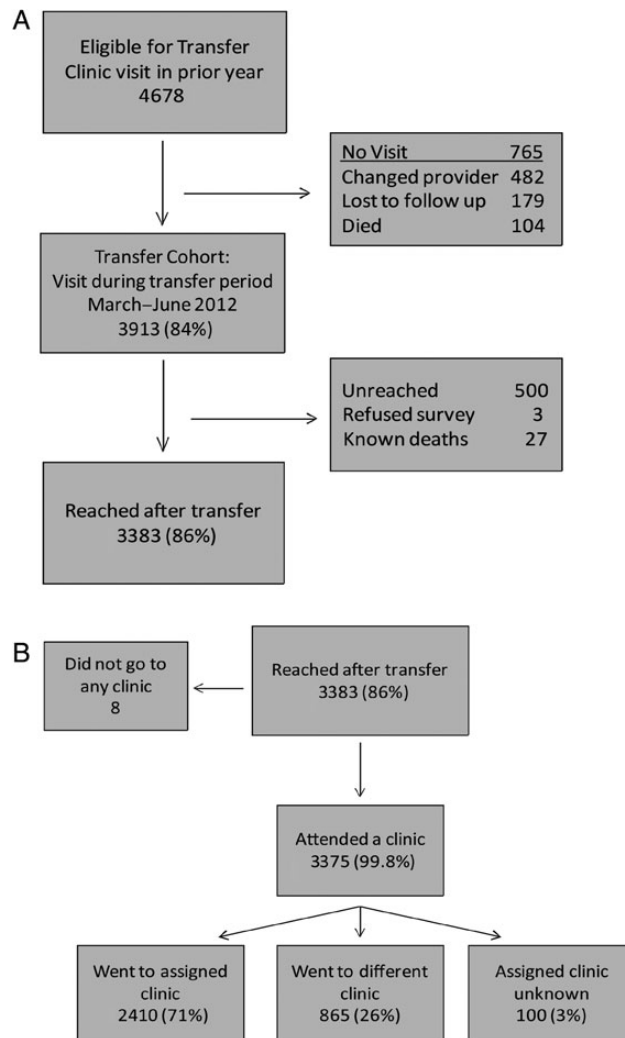 A
Eligible for Transfer
Clinic visit in prior year
4678
No Visit 765
Changed provider 482
Lost to follow up 179
Died 104
Transfer Cohort:
Visit during transfer period
March–June 2012
3913 (84%)
Unreached 500
Refused survey 3
Known deaths 27
Reached after transfer
3383 (86%)
B
Did not go to
any clinic
8
Reached after transfer
3383 (86%)
Attended a clinic
3375 (99.8%)
Went to assigned
clinic
2410 (71%)
Went to different
clinic
865 (26%)
Assigned clinic
unknown
100 (3%)